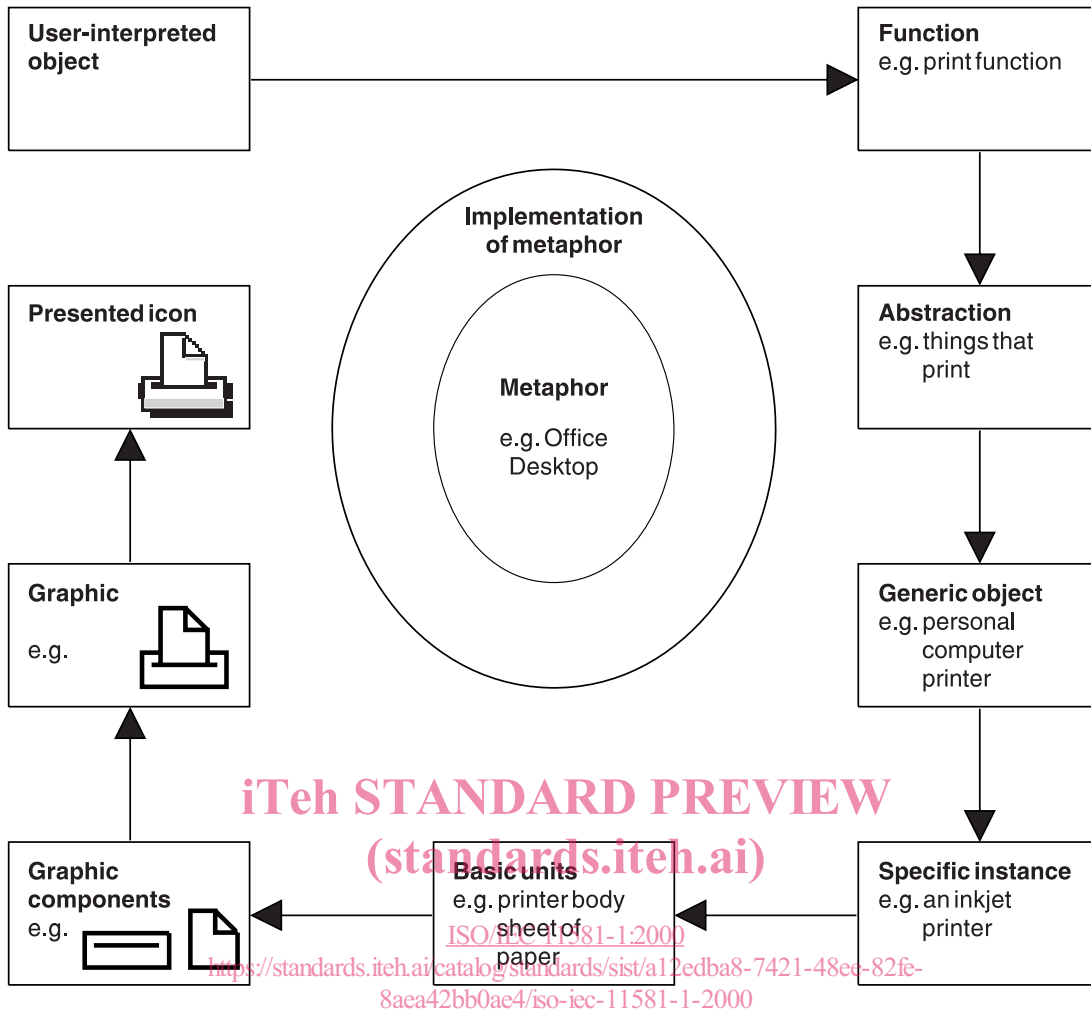 User-interpreted
object
Function
e.g. print function
Implementation
of metaphor
Presented icon
Abstraction
e.g. things that
print
Metaphor
e.g. Office
Desktop
Graphic
e.g.
Generic object
e.g. personal
computer
printer
iTeh STANDARD PREVIEW
(standards.iteh.ai)
Graphic
components
e.g.
Basic units
e.g. printer body
sheet of
paper
Specific instance
e.g. an inkjet
printer
ISO/IEC 11581-1:2000
https://standards.iteh.ai/catalog/standards/sist/a12edba8-7421-48ee-82fe-
8aea42bb0ae4/iso-iec-11581-1-2000